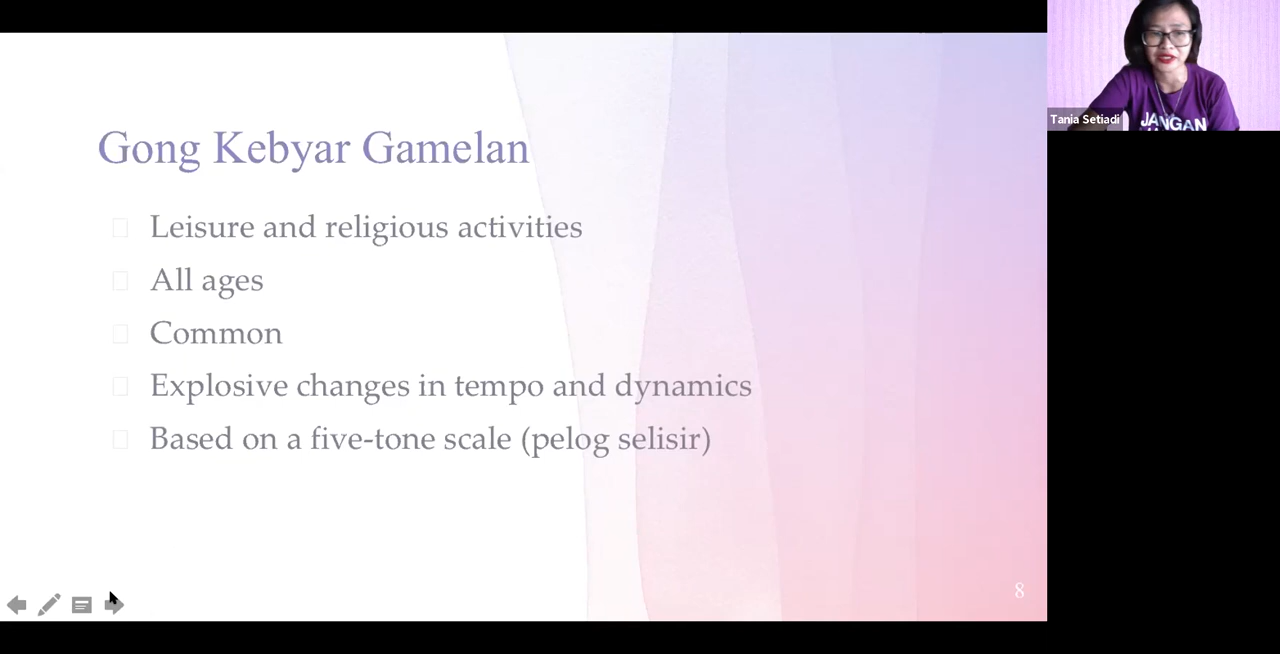 Gong Kebyar Gamelan
Leisure and religious activities
All ages
Common
Explosive changes in tempo and dynamics
Based on a five-tone scale (pelog selisir)
8
Tania Setiadi
JANGAN